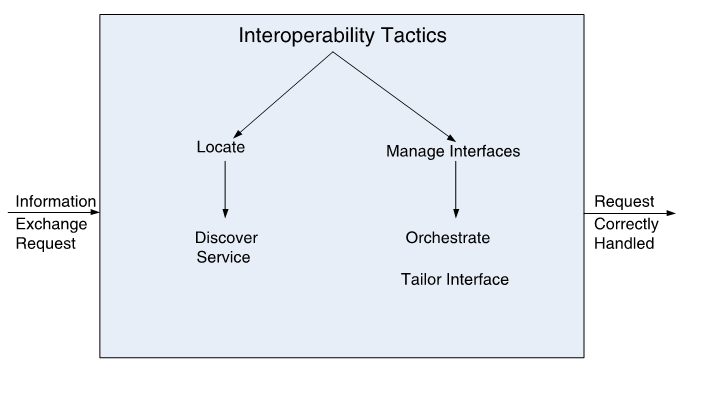 Interoperability Tactics
Locate
Manage Interfaces
Information
Exchange
Request
Request
Correctly
Handled
Discover
Service
Orchestrate
Tailor Interface